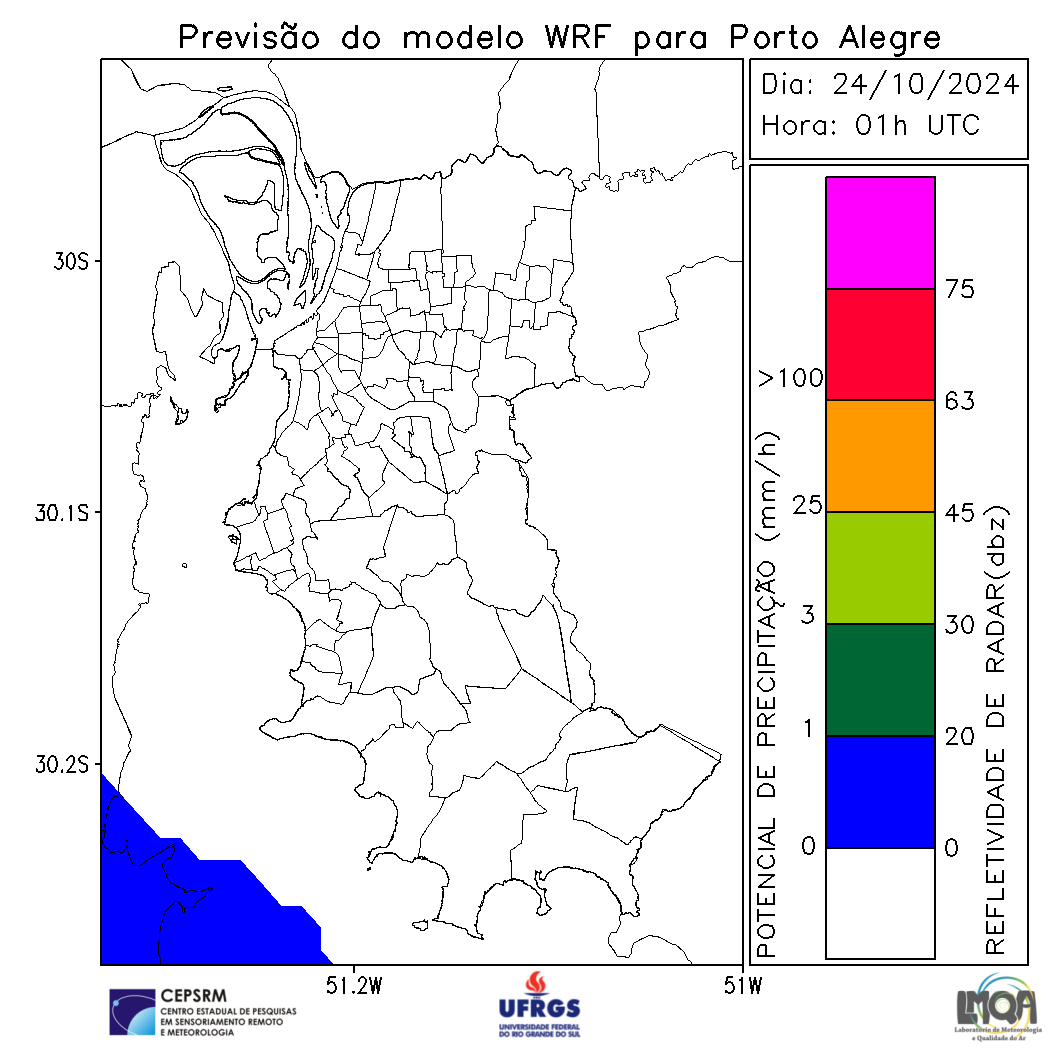 Previsão do modelo WRF para Porto Alegre
Dia: 24/10/2024
Hora: 01h UTC
30S
30.1S
30.2S
51.2W
51W
POTENCIAL DE PRECIPITAÇÃO (mm/h)
>100
25
3
1
0
75
63
45
30
20
0
REFLETIVIDADE DE RADAR(dbz)
CEPSRM
CENTRO ESTADUAL DE PESQUISAS
EM SENSORIAMENTO REMOTO
E METEOROLOGIA
UFRGS
UNIVERSIDADE FEDERAL
DO RIO GRANDE DO SUL
LMQA
Laboratório de Meteorologia
e Qualidade do Ar